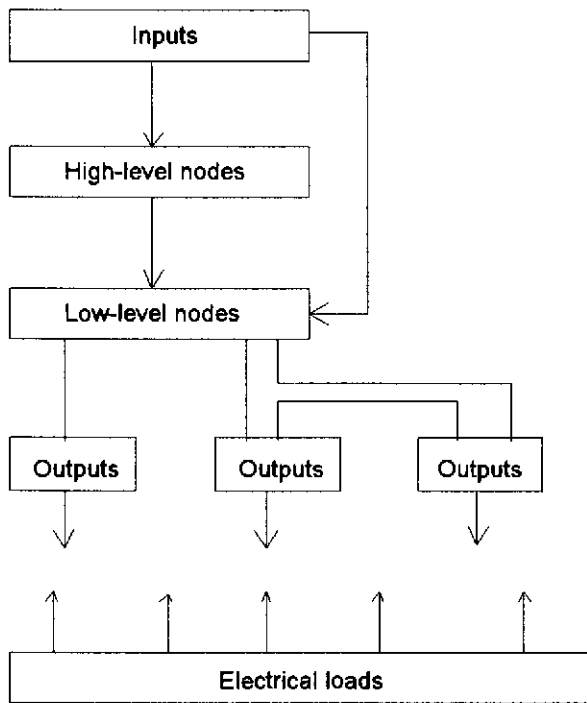 Inputs
High-level nodes
Low-level nodes
Outputs
Outputs
Outputs
Electrical loads